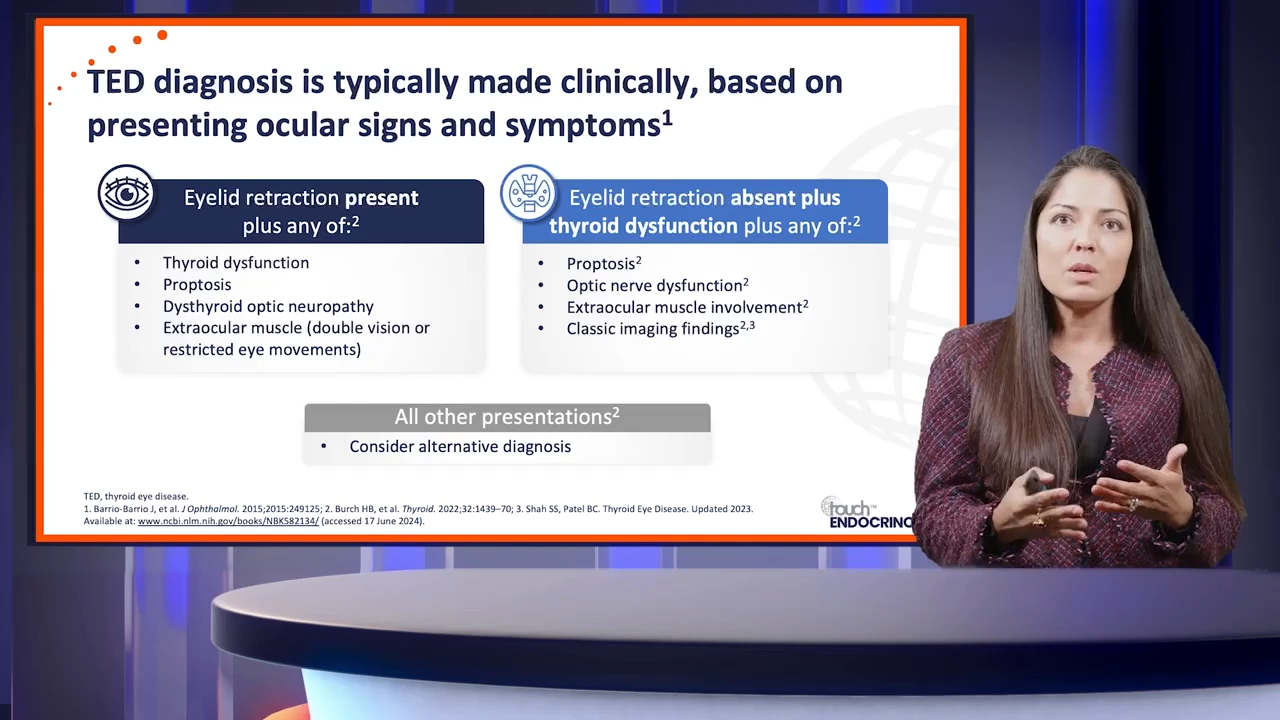 TED diagnosis is typically made clinically, based on
presenting ocular signs and symptoms1
Eyelid retraction present
plus any of:2
• Thyroid dysfunction
• Proptosis
• Dysthyroid optic neuropathy
• Extraocular muscle (double vision or
restricted eye movements)
Eyelid retraction absent plus
thyroid dysfunction plus any of:2
• Proptosis2
• Optic nerve dysfunction2
• Extraocular muscle involvement2
• Classic imaging findings2,3
All other presentations2
• Consider alternative diagnosis
TED, thyroid eye disease.
1. Barrio-Barrio J, et al. J Ophthalmol. 2015;2015:249125; 2. Burch HB, et al. Thyroid. 2022;32:1439–70; 3. Shah SS, Patel BC. Thyroid Eye Disease. Updated 2023.
Available at: www.ncbi.nlm.nih.gov/books/NBK582134/ (accessed 17 June 2024).
touch™
ENDOCRINO